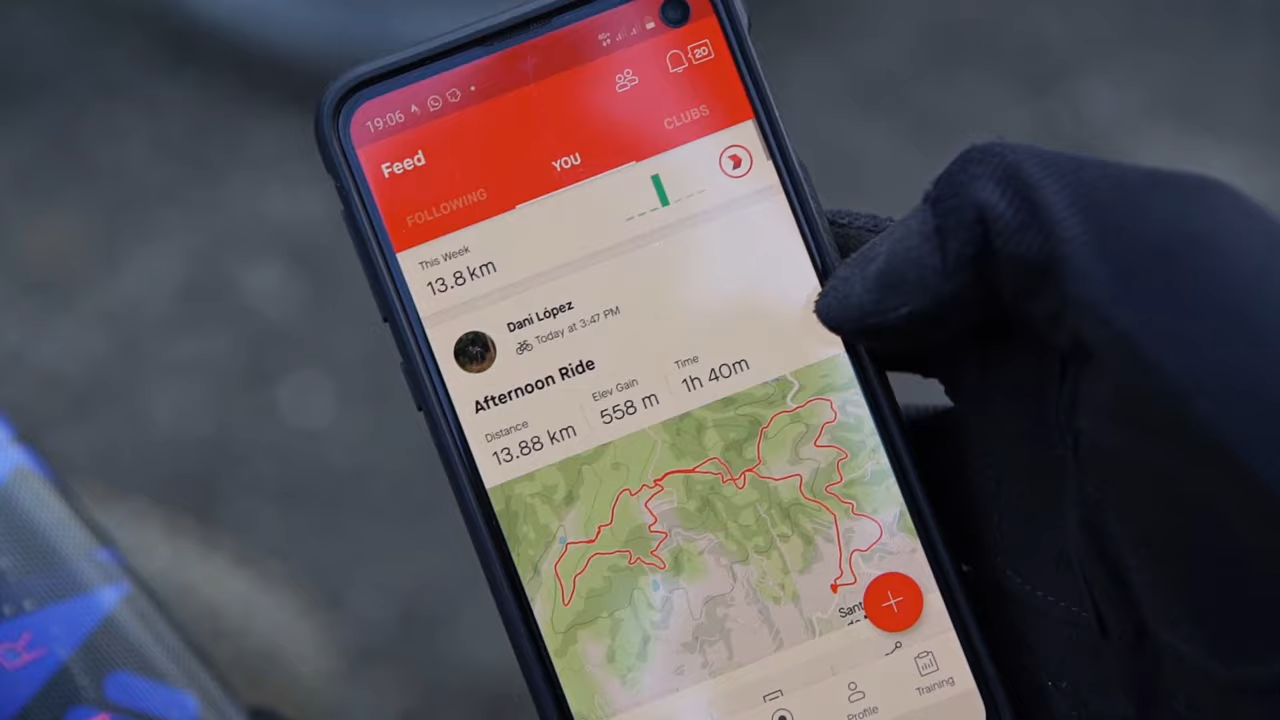 19:06
20
Feed
FOLLOWING YOU CLUBS
This Week
13.8 km
Dani López
Today at 3:47 PM
Afternoon Ride
Distance Elev Gain Time
13.88 km 558 m 1h 40m
Profile Training
R